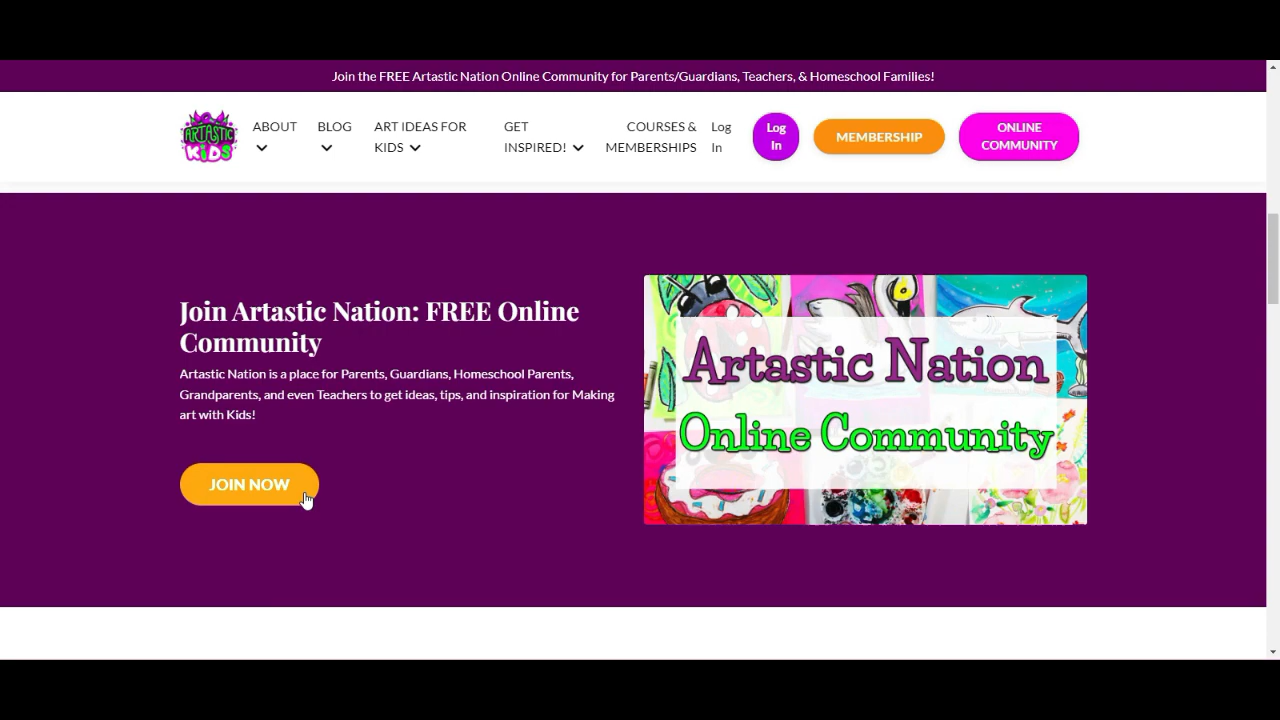 Join the FREE Artastic Nation Online Community for Parents/Guardians, Teachers, & Homeschool Families!
ARTASTIC
KIDS
ABOUT
BLOG
ART IDEAS FOR
KIDS
GET
INSPIRED!
COURSES &
MEMBERSHIPS
Log
In
Log
In
MEMBERSHIP
ONLINE
COMMUNITY
Join Artastic Nation: FREE Online
Community
Artastic Nation is a place for Parents, Guardians, Homeschool Parents,
Grandparents, and even Teachers to get ideas, tips, and inspiration for Making
art with Kids!
JOIN NOW
Artastic Nation
Online Community